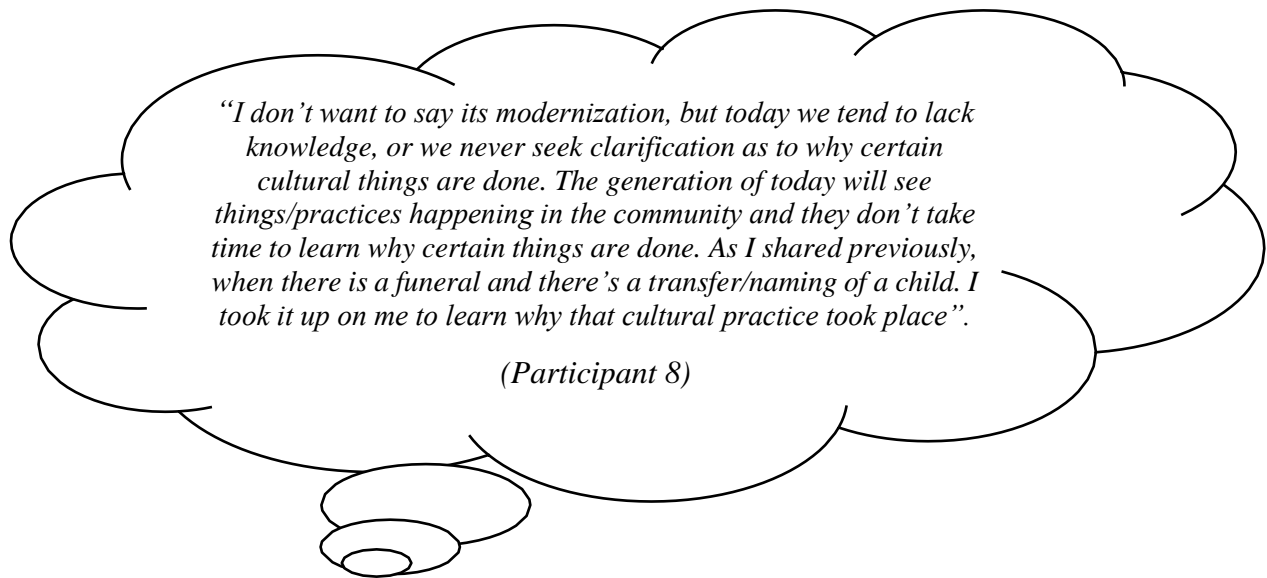 “I don’t want to say its modernization, but today we tend to lack
knowledge, or we never seek clarification as to why certain
cultural things are done. The generation of today will see
things/practices happening in the community and they don’t take
time to learn why certain things are done. As I shared previously,
when there is a funeral and there’s a transfer/naming of a child. I
took it up on me to learn why that cultural practice took place”.
(Participant 8)